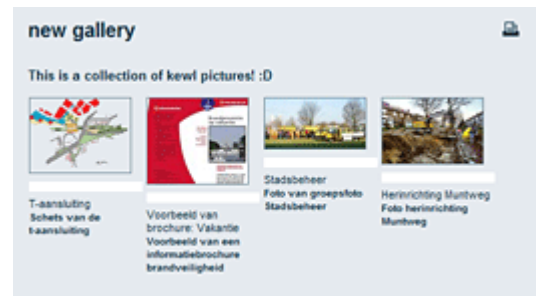 new gallery
This is a collection of kewl pictures! :D
T-aansluiting
Schets van de
t-aansluiting
Voorbeeld van
brochure: Vakantie
Voorbeeld van een
informatiebrochure
brandveiligheid
Stadsbeheer
Foto van groepsfoto
Stadsbeheer
Herinrichting Muntweg
Foto herinrichting
Muntweg